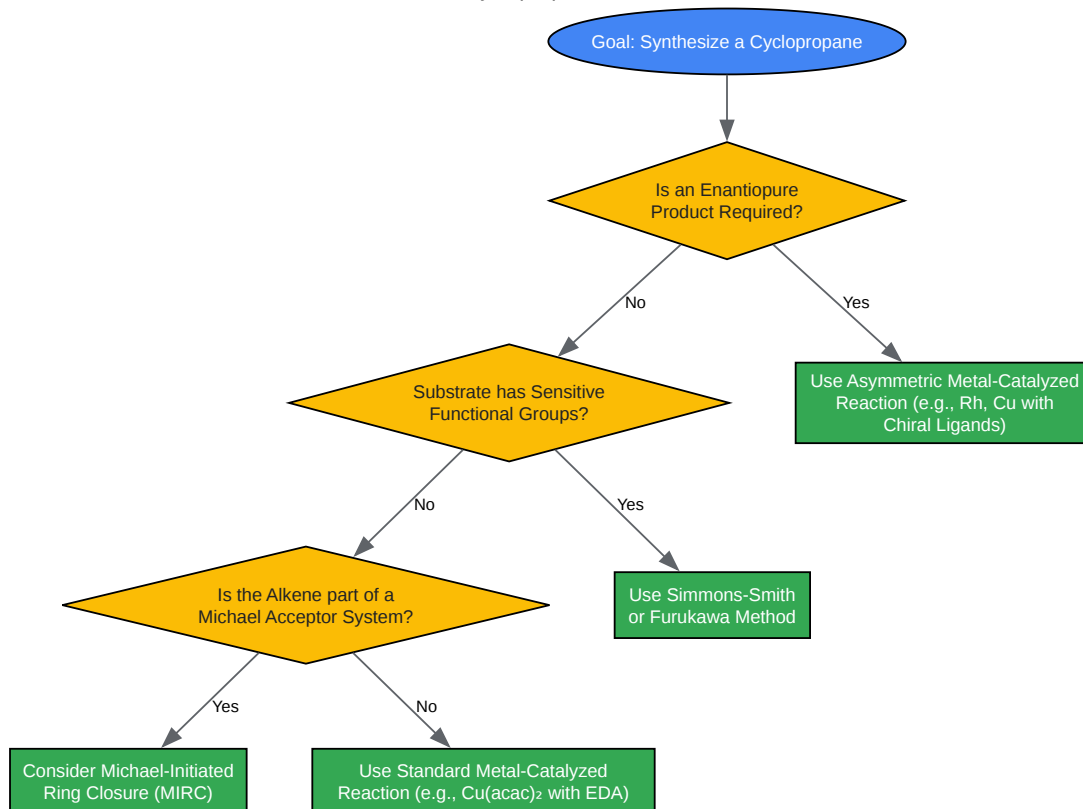 Goal: Synthesize a Cyclopropane
Is an Enantiopure
Product Required?
No
Yes
Substrate has Sensitive
Functional Groups?
Use Asymmetric Metal-Catalyzed
Reaction (e.g., Rh, Cu with
Chiral Ligands)
No
Yes
Is the Alkene part of a
Michael Acceptor System?
Use Simmons-Smith
or Furukawa Method
Yes
No
Consider Michael-Initiated
Ring Closure (MIRC)
Use Standard Metal-Catalyzed
Reaction (e.g., Cu(acac)₂ with EDA)